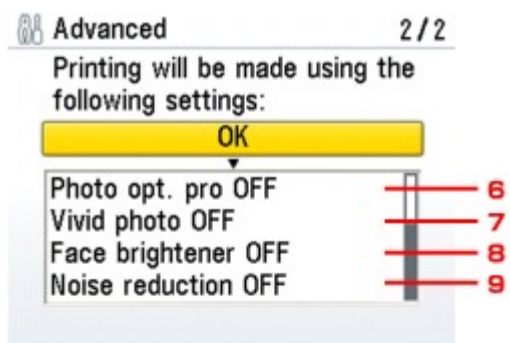 Advanced 2/2
Printing will be made using the
following settings:
OK
Photo opt. pro OFF 6
Vivid photo OFF 7
Face brightener OFF 8
Noise reduction OFF 9